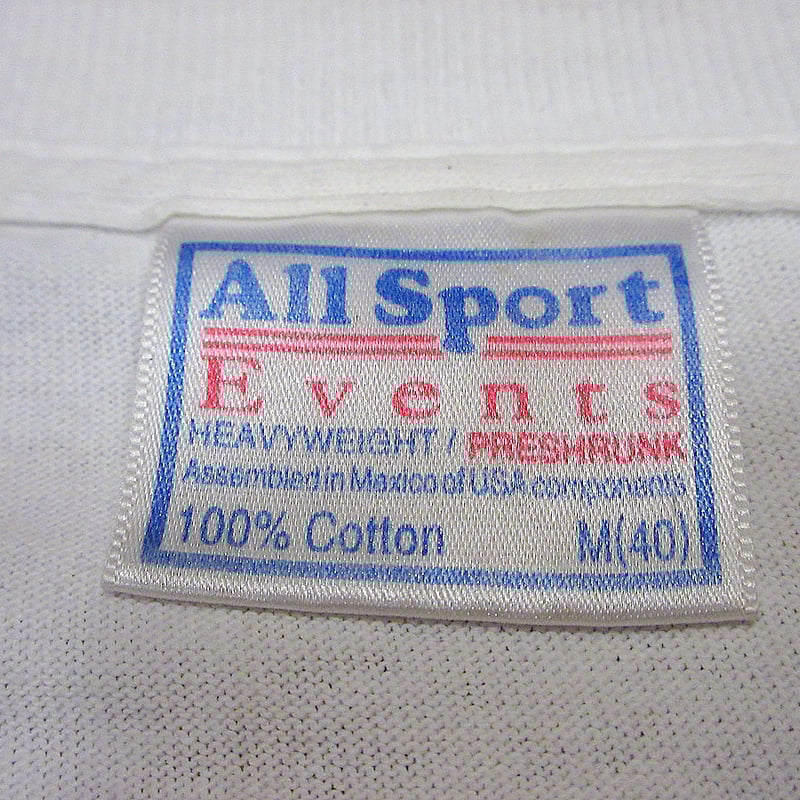 All Sport
Events
HEAVYWEIGHT / PRESHRUNK
Assembled in Mexico of USA components
100% Cotton M(40)